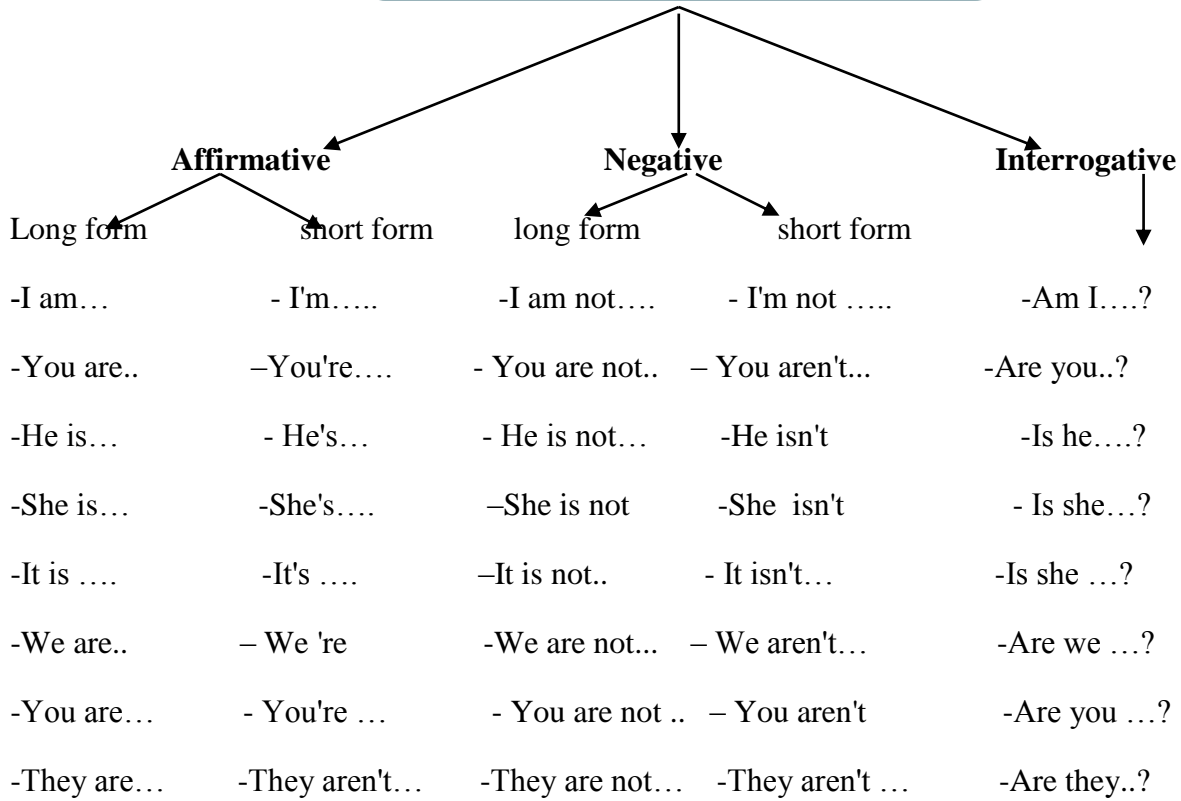 Affirmative Negative Interrogative
Long form short form long form short form
-I am… - I'm….. -I am not…. - I'm not ….. -Am I….?
-You are.. –You're…. - You are not.. – You aren't... -Are you..?
-He is… - He's… - He is not… -He isn't -Is he….?
-She is… -She's…. –She is not -She  isn't - Is she…?
-It is …. -It's …. –It is not.. - It isn't… -Is she …?
-We are.. – We 're -We are not... – We aren't… -Are we …?
-You are… - You're … - You are not .. – You aren't -Are you …?
-They are… -They aren't… -They are not… -They aren't … -Are they..?